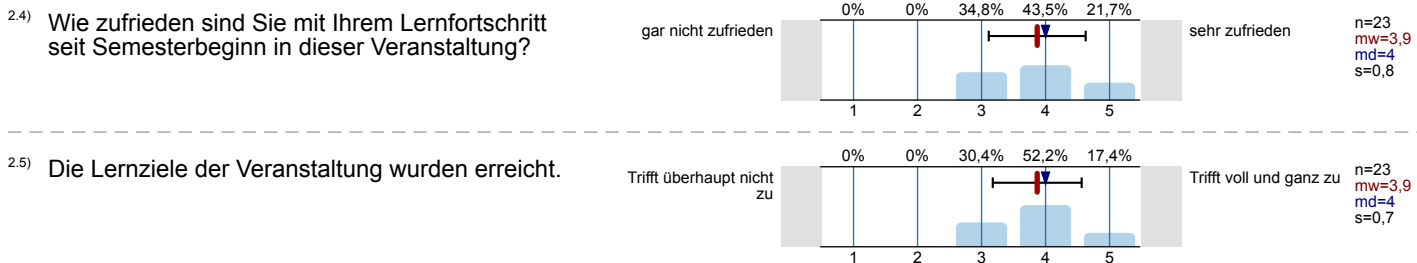 2.4) Wie zufrieden sind Sie mit Ihrem Lernfortschritt
seit Semesterbeginn in dieser Veranstaltung?
gar nicht zufrieden
0% 0% 34,8% 43,5% 21,7%
1 2 3 4 5
sehr zufrieden
n=23
mw=3,9
md=4
s=0,8
2.5) Die Lernziele der Veranstaltung wurden erreicht.
Trifft überhaupt nicht
zu
0% 0% 30,4% 52,2% 17,4%
1 2 3 4 5
Trifft voll und ganz zu
n=23
mw=3,9
md=4
s=0,7